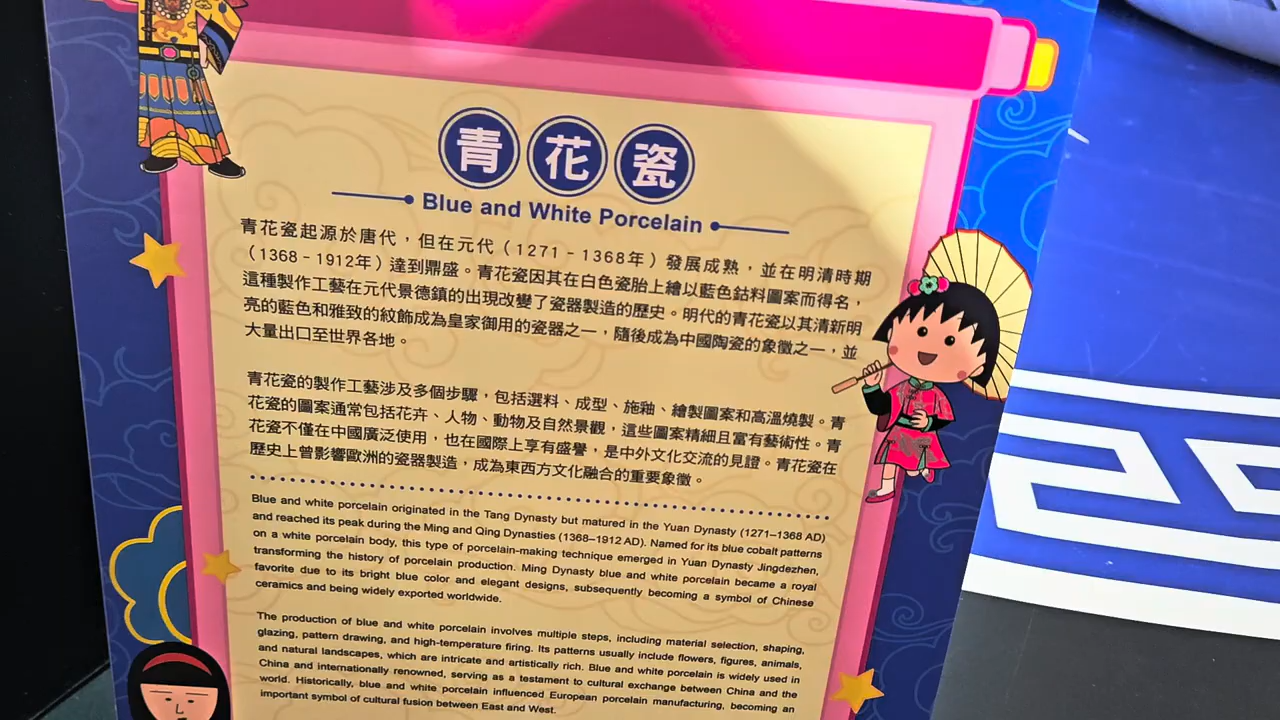 青花瓷
Blue and White Porcelain
青花瓷起源於唐代，但在元代（1271 - 1368年）發展成熟，並在明清時期
（1368 - 1912年）達到鼎盛。青花瓷因其在白色瓷胎上繪以藍色鈷料圖案而得名，
這種製作工藝在元代景德鎮的出現改變了瓷器製造的歷史。明代的青花瓷以其清新明
亮的藍色和雅致的紋飾成為皇家御用的瓷器之一，隨後成為中國陶瓷的象徵之一，並
大量出口至世界各地。
青花瓷的製作工藝涉及多個步驟，包括選料、成型、施釉、繪製圖案和高溫燒製。青
花瓷的圖案通常包括花卉、人物、動物及自然景觀，這些圖案精細且富有藝術性。青
花瓷不僅在中國廣泛使用，也在國際上享有盛譽，是中外文化交流的見證。青花瓷在
歷史上曾影響歐洲的瓷器製造，成為東西方文化融合的重要象徵。
Blue and white porcelain originated in the Tang Dynasty but matured in the Yuan Dynasty (1271–1368 AD)
and reached its peak during the Ming and Qing Dynasties (1368–1912 AD). Named for its blue cobalt patterns
on a white porcelain body, this type of porcelain-making technique emerged in Yuan Dynasty Jingdezhen,
transforming the history of porcelain production. Ming Dynasty blue and white porcelain became a royal
favorite due to its bright blue color and elegant designs, subsequently becoming a symbol of Chinese
ceramics and being widely exported worldwide.
The production of blue and white porcelain involves multiple steps, including material selection, shaping,
glazing, pattern drawing, and high-temperature firing. Its patterns usually include flowers, figures, animals,
and natural landscapes, which are intricate and artistically rich. Blue and white porcelain is widely used in
China and internationally renowned, serving as a testament to cultural exchange between China and the
world. Historically, blue and white porcelain influenced European porcelain manufacturing, becoming an
important symbol of cultural fusion between East and West.